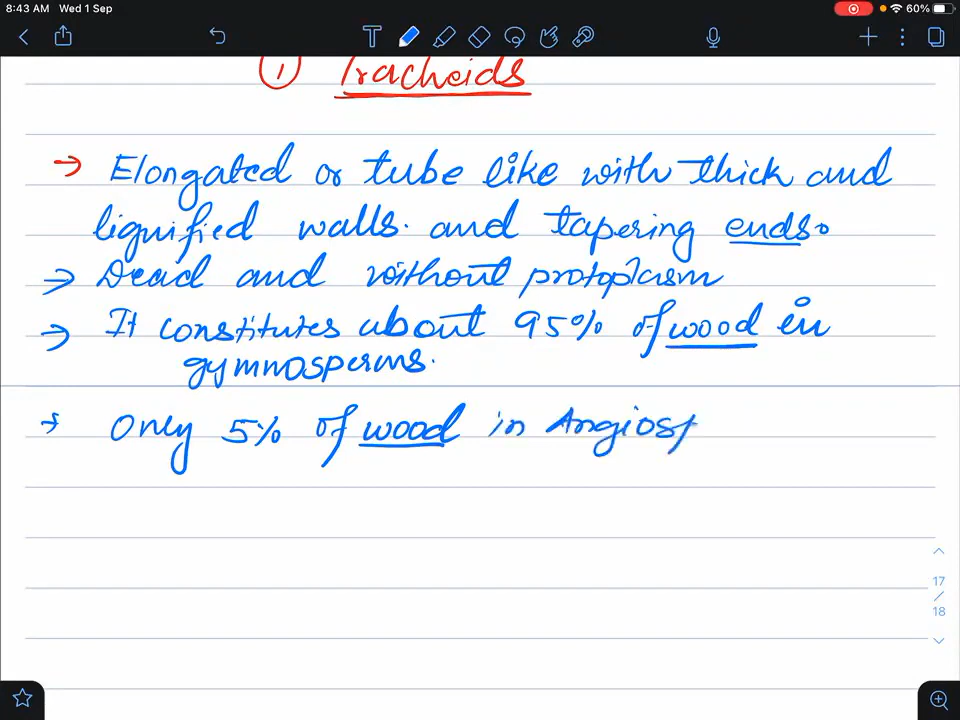 8:43 AM Wed 1 Sep 60%
① Tracheids
→ Elongated or tube like with thick and
lignified walls. and tapering ends.
→ Dead and without protoplasm
→ It constitutes about 95% of wood in
gymnosperms.
→ Only 5% of wood in Angiosp
17
/
18